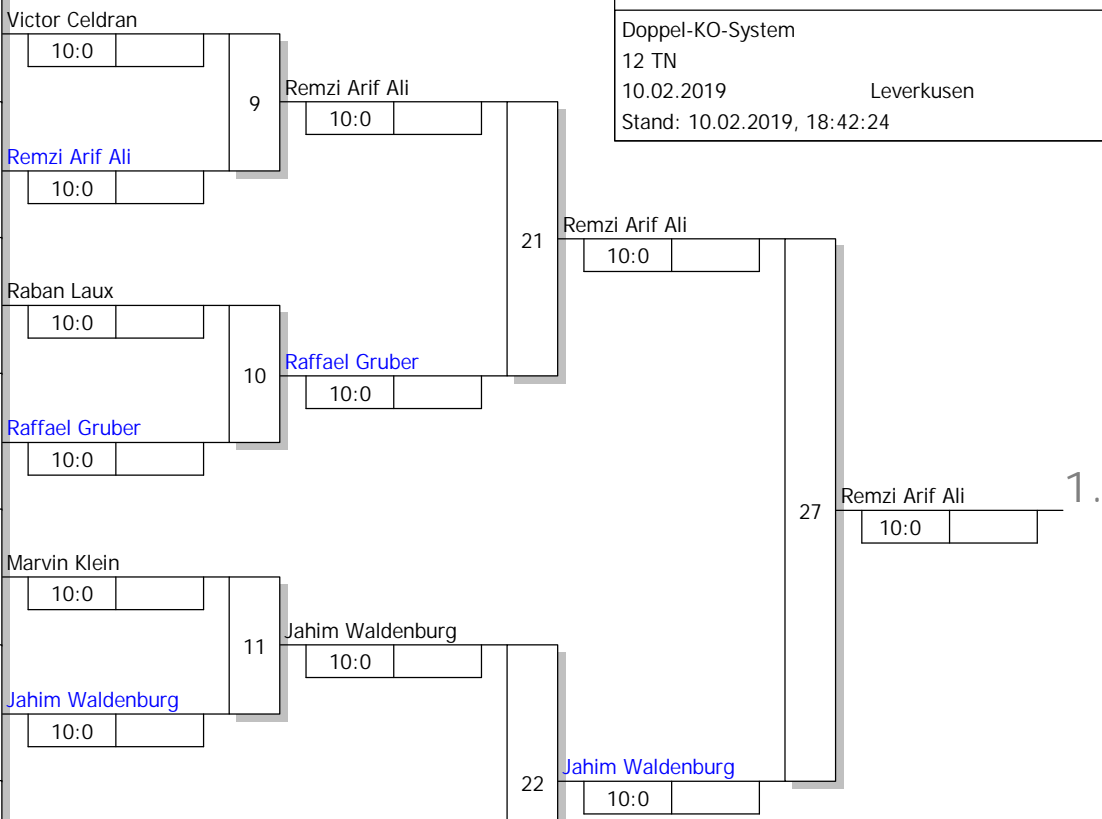 Victor Celdran
10:0
Doppel-KO-System
12 TN
10.02.2019 Leverkusen
Stand: 10.02.2019, 18:42:24
9
Remzi Arif Ali
10:0
Remzi Arif Ali
10:0
21
Remzi Arif Ali
10:0
Raban Laux
10:0
10
Raffael Gruber
10:0
Raffael Gruber
10:0
27
Remzi Arif Ali
10:0
1.
Marvin Klein
10:0
11
Jahim Waldenburg
10:0
Jahim Waldenburg
10:0
22
Jahim Waldenburg
10:0